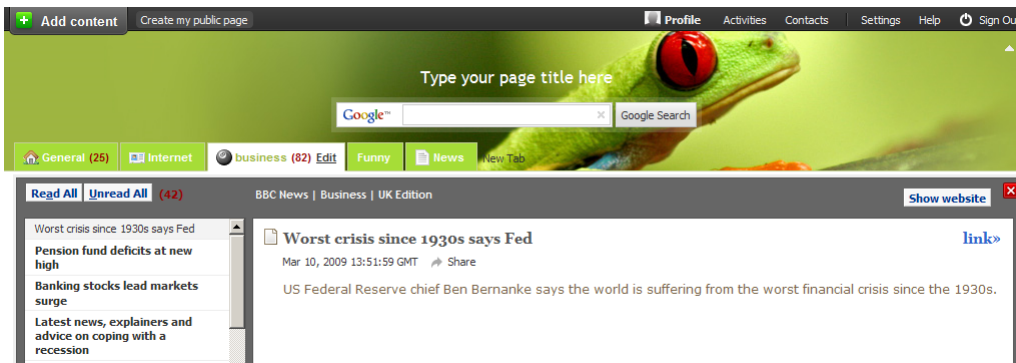 Add content Create my public page Profile Activities Contacts Settings Help Sign Ou
Type your page title here
Google™ Google Search
General (25) Internet business (82) Edit Funny News New Tab
Read All Unread All (42) BBC News | Business | UK Edition Show website
Worst crisis since 1930s says Fed
Pension fund deficits at new
high
Banking stocks lead markets
surge
Latest news, explainers and
advice on coping with a
recession
Worst crisis since 1930s says Fed link»
Mar 10, 2009 13:51:59 GMT Share
US Federal Reserve chief Ben Bernanke says the world is suffering from the worst financial crisis since the 1930s.